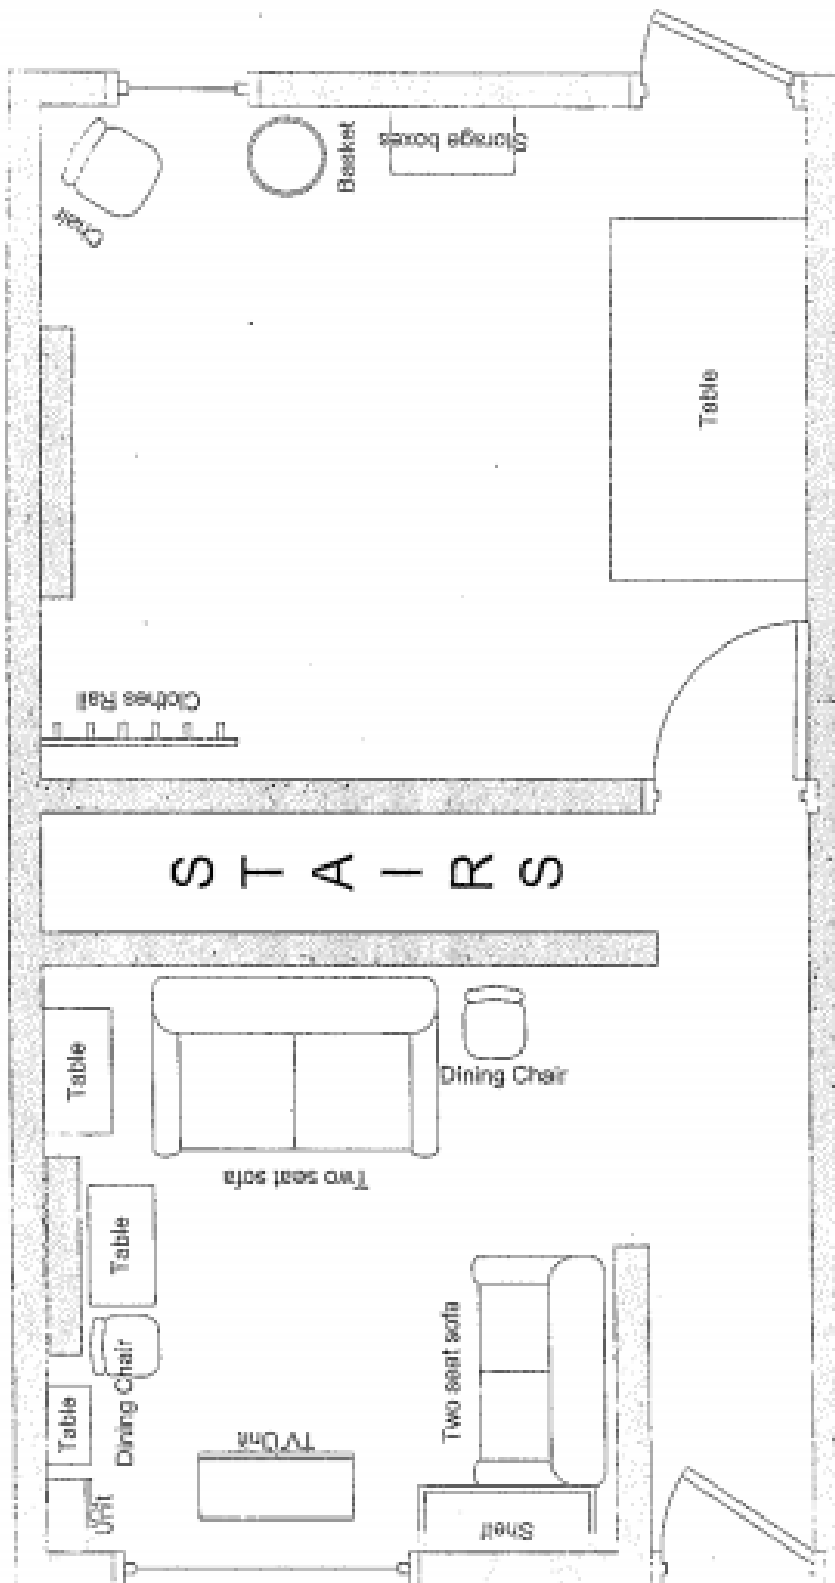 Chair
Basket
Storage boxes
Table
Clothes Rail
STAIRS
Table
Two seat sofa
Dining Chair
Table
Dining Chair
Two seat sofa
Table
TV Unit
Unit
Shelf